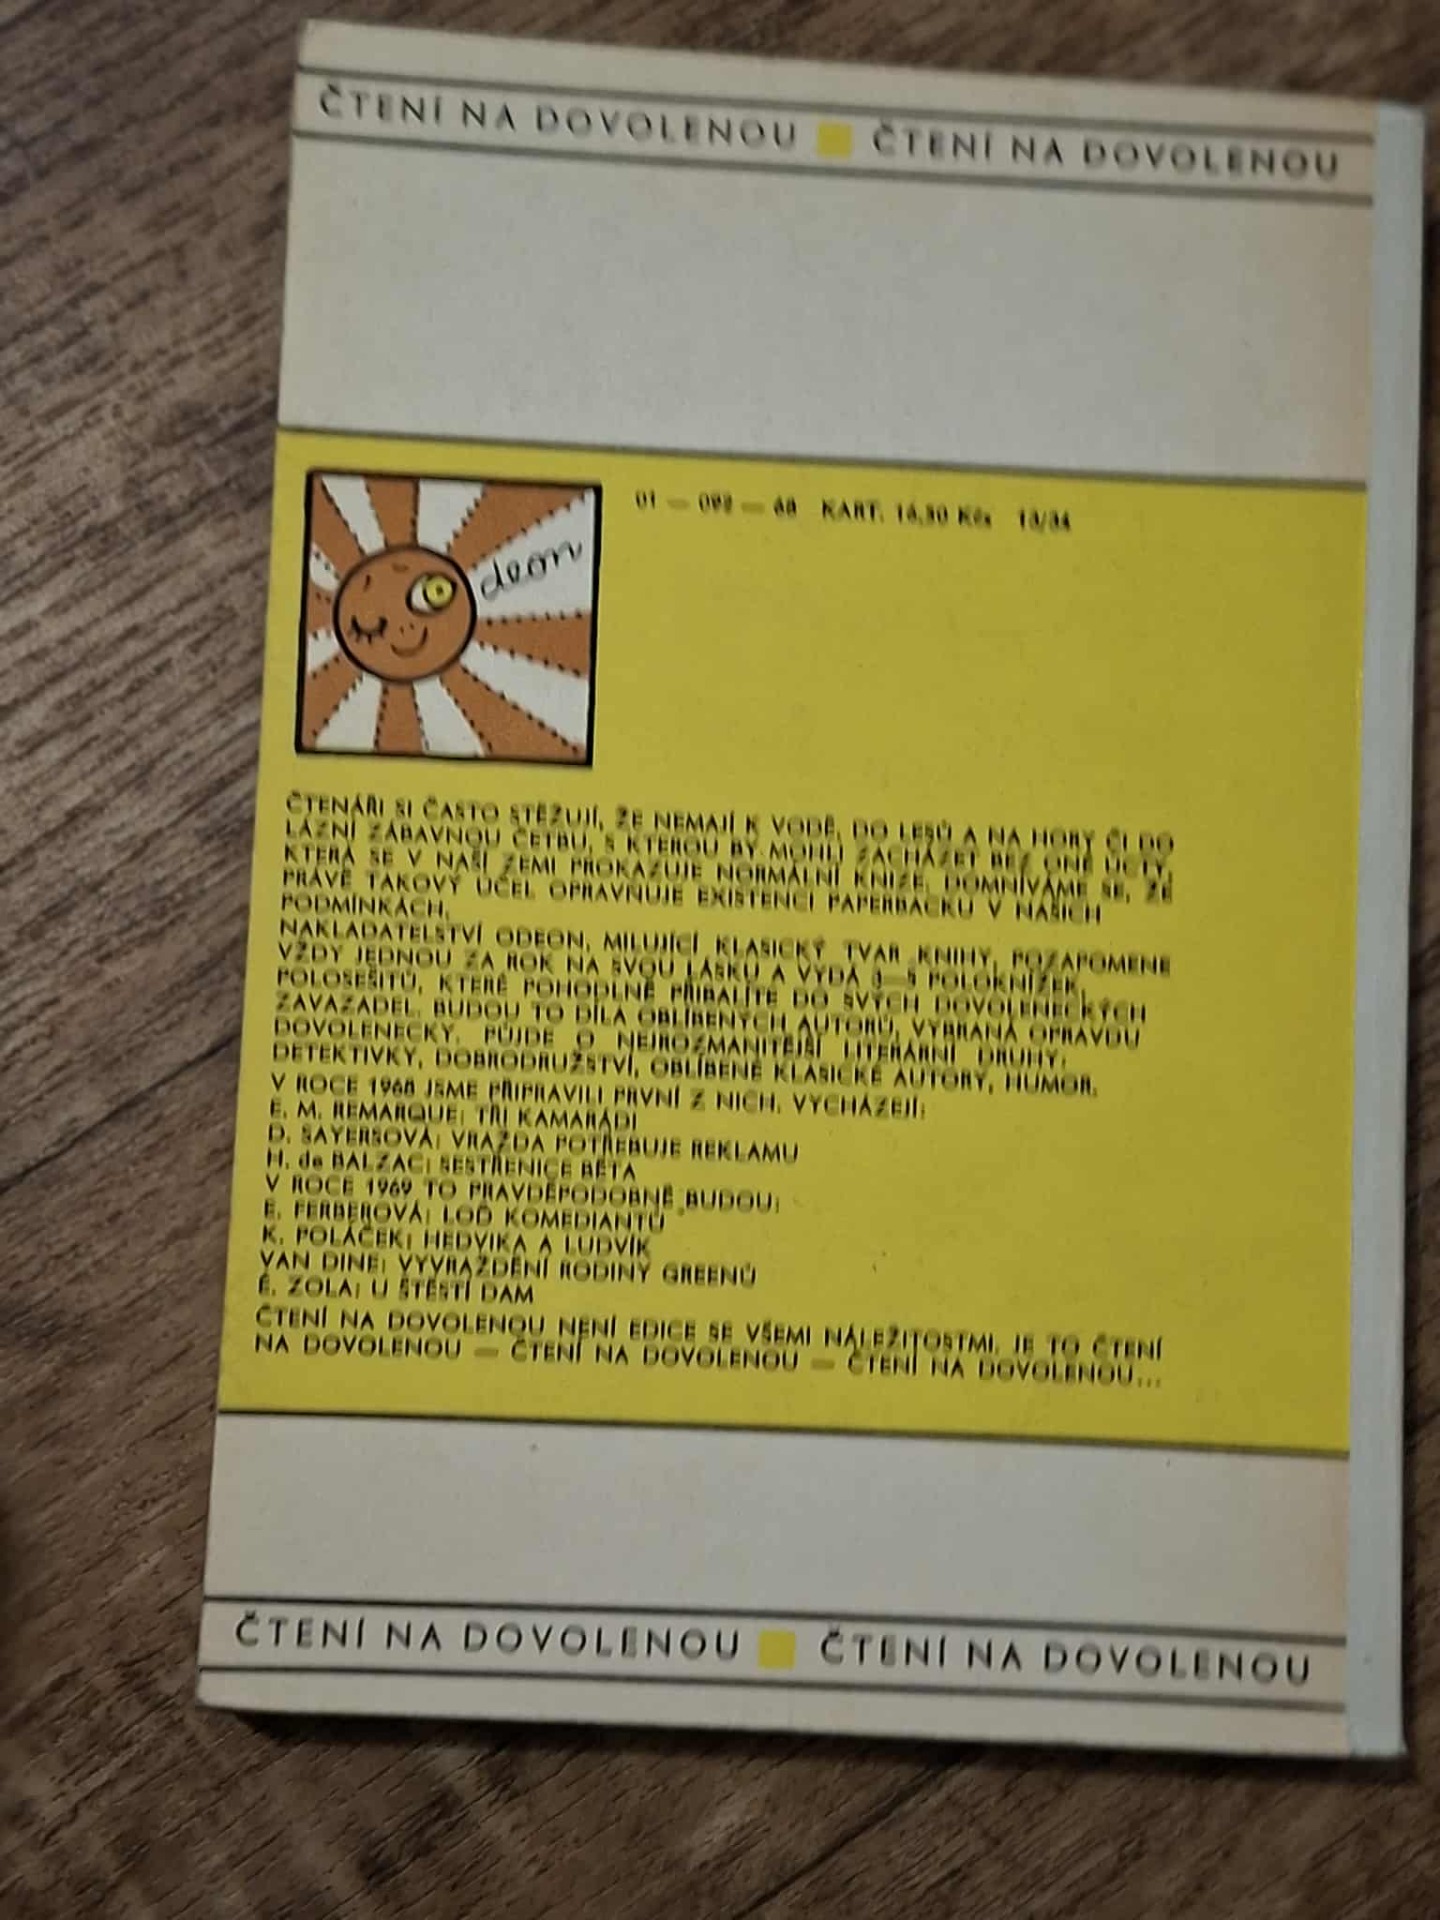 ČTENÍ NA DOVOLENOU ČTENÍ NA DOVOLENOU
01 — 092 — 68 KART. 16,50 Kčs 13/34
deon
ČTENÁŘI SI ČASTO STĚŽUJÍ, ŽE NEMAJÍ K VODĚ, DO LESŮ A NA HORY ČI DO
LÁZNÍ ZÁBAVNOU ČETBU, S KTEROU BY MOHLI ZACHÁZET BEZ ONÉ ÚCTY,
KTERÁ SE V NAŠÍ ZEMI PROKAZUJE NORMÁLNÍ KNIZE. DOMNÍVÁME SE, ŽE
PRÁVĚ TAKOVÝ ÚČEL OPRAVŇUJE EXISTENCI PAPERBACKU V NAŠICH
PODMÍNKÁCH.
NAKLADATELSTVÍ ODEON, MILUJÍCÍ KLASICKÝ TVAR KNIHY, POZAPOMENE
VŽDY JEDNOU ZA ROK NA SVOU LÁSKU A VYDÁ 3—5 POLOKNÍŽEK,
POLOSEŠITŮ, KTERÉ POHODLNĚ PŘIBALÍTE DO SVÝCH DOVOLENECKÝCH
ZAVAZADEL. BUDOU TO DÍLA OBLÍBENÝCH AUTORŮ, VYBRANÁ OPRAVDU
DOVOLENECKY. PŮJDE O NEJROZMANITĚJŠÍ LITERÁRNÍ DRUHY:
DETEKTIVKY, DOBRODRUŽSTVÍ, OBLÍBENÉ KLASICKÉ AUTORY, HUMOR.
V ROCE 1968 JSME PŘIPRAVILI PRVNÍ Z NICH. VYCHÁZEJÍ:
E. M. REMARQUE: TŘI KAMARÁDI
D. SAYERSOVÁ: VRAŽDA POTŘEBUJE REKLAMU
H. de BALZAC: SESTŘENICE BĚTA
V ROCE 1969 TO PRAVDĚPODOBNĚ BUDOU:
E. FERBEROVÁ: LOĎ KOMEDIANTŮ
K. POLÁČEK: HEDVIKA A LUDVÍK
VAN DINE: VYVRAŽDĚNÍ RODINY GREENŮ
É. ZOLA: U ŠTĚSTÍ DAM
ČTENÍ NA DOVOLENOU NENÍ EDICE SE VŠEMI NÁLEŽITOSTMI. JE TO ČTENÍ
NA DOVOLENOU — ČTENÍ NA DOVOLENOU — ČTENÍ NA DOVOLENOU...
ČTENÍ NA DOVOLENOU ČTENÍ NA DOVOLENOU